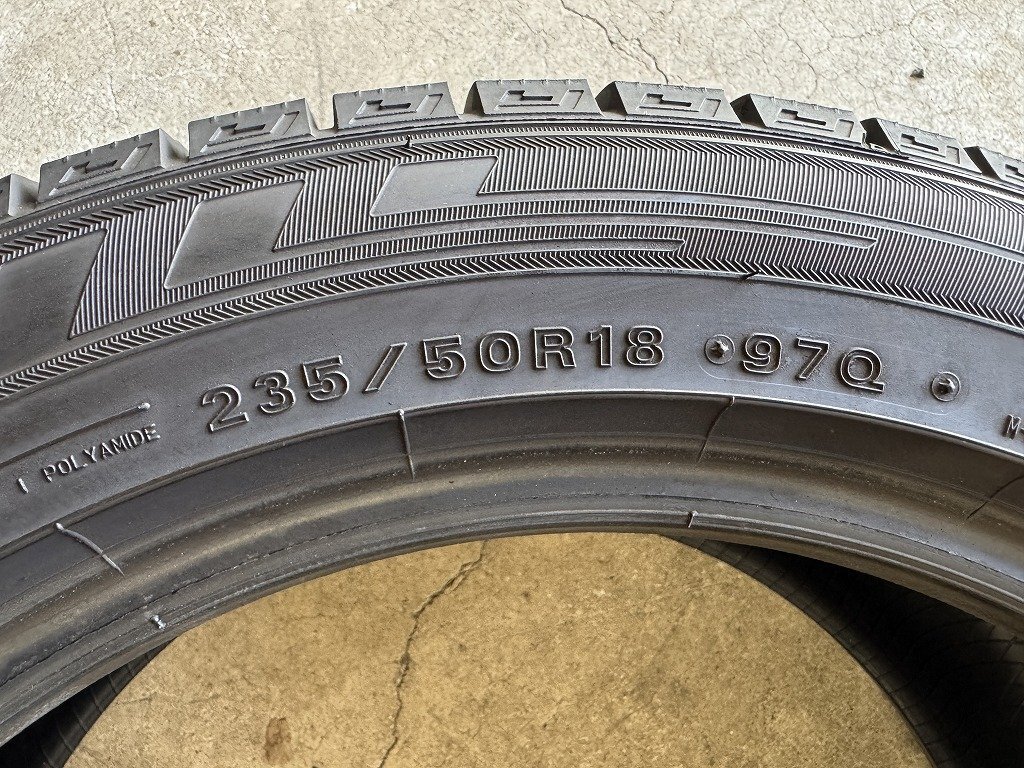 235/50R18 97Q
1 POLYAMIDE
M